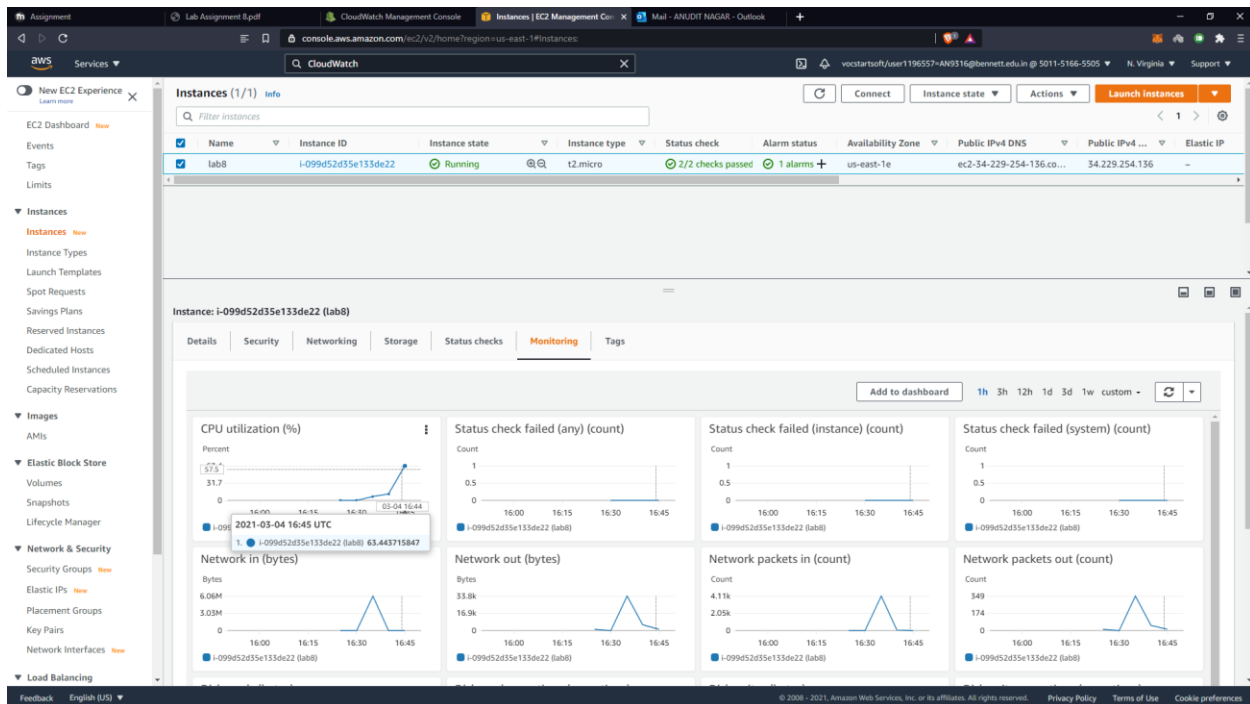 Assignment
Lab Assignment 8.pdf
CloudWatch Management Console
Instances | EC2 Management Con
Mail - ANUDIT NAGAR - Outlook
console.aws.amazon.com/ec2/v2/home?region=us-east-1#Instances:
aws
Services
CloudWatch
vocstartsoft/user1196557=AN9316@bennett.edu.in @ 5011-5166-5505
N. Virginia
Support
New EC2 Experience
Learn more
EC2 Dashboard New
Events
Tags
Limits
Instances
Instances New
Instance Types
Launch Templates
Spot Requests
Savings Plans
Reserved Instances
Dedicated Hosts
Scheduled Instances
Capacity Reservations
Images
AMIs
Elastic Block Store
Volumes
Snapshots
Lifecycle Manager
Network & Security
Security Groups New
Elastic IPs New
Placement Groups
Key Pairs
Network Interfaces New
Load Balancing
Instances (1/1) Info
Connect
Instance state
Actions
Launch instances
Filter instances
1
Name Instance ID Instance state Instance type Status check Alarm status Availability Zone Public IPv4 DNS Public IPv4 ... Elastic IP
lab8 i-099d52d35e133de22 Running t2.micro 2/2 checks passed 1 alarms + us-east-1e ec2-34-229-254-136.co... 34.229.254.136 –
Instance: i-099d52d35e133de22 (lab8)
Details Security Networking Storage Status checks Monitoring Tags
Add to dashboard 1h 3h 12h 1d 3d 1w custom
CPU utilization (%)
Percent
57.5
31.7
0
16:00 16:15 16:30
03-04 16:44
2021-03-04 16:45 UTC
1. i-099d52d35e133de22 (lab8) 63.443715847
Status check failed (any) (count)
Count
1
0.5
0
16:00 16:15 16:30 16:45
i-099d52d35e133de22 (lab8)
Status check failed (instance) (count)
Count
1
0.5
0
16:00 16:15 16:30 16:45
i-099d52d35e133de22 (lab8)
Status check failed (system) (count)
Count
1
0.5
0
16:00 16:15 16:30 16:45
i-099d52d35e133de22 (lab8)
Network in (bytes)
Bytes
6.06M
3.03M
0
16:00 16:15 16:30 16:45
i-099d52d35e133de22 (lab8)
Network out (bytes)
Bytes
33.8k
16.9k
0
16:00 16:15 16:30 16:45
i-099d52d35e133de22 (lab8)
Network packets in (count)
Count
4.11k
2.05k
0
16:00 16:15 16:30 16:45
i-099d52d35e133de22 (lab8)
Network packets out (count)
Count
349
174
0
16:00 16:15 16:30 16:45
i-099d52d35e133de22 (lab8)
Feedback English (US)
© 2008 - 2021, Amazon Web Services, Inc. or its affiliates. All rights reserved. Privacy Policy Terms of Use Cookie preferences